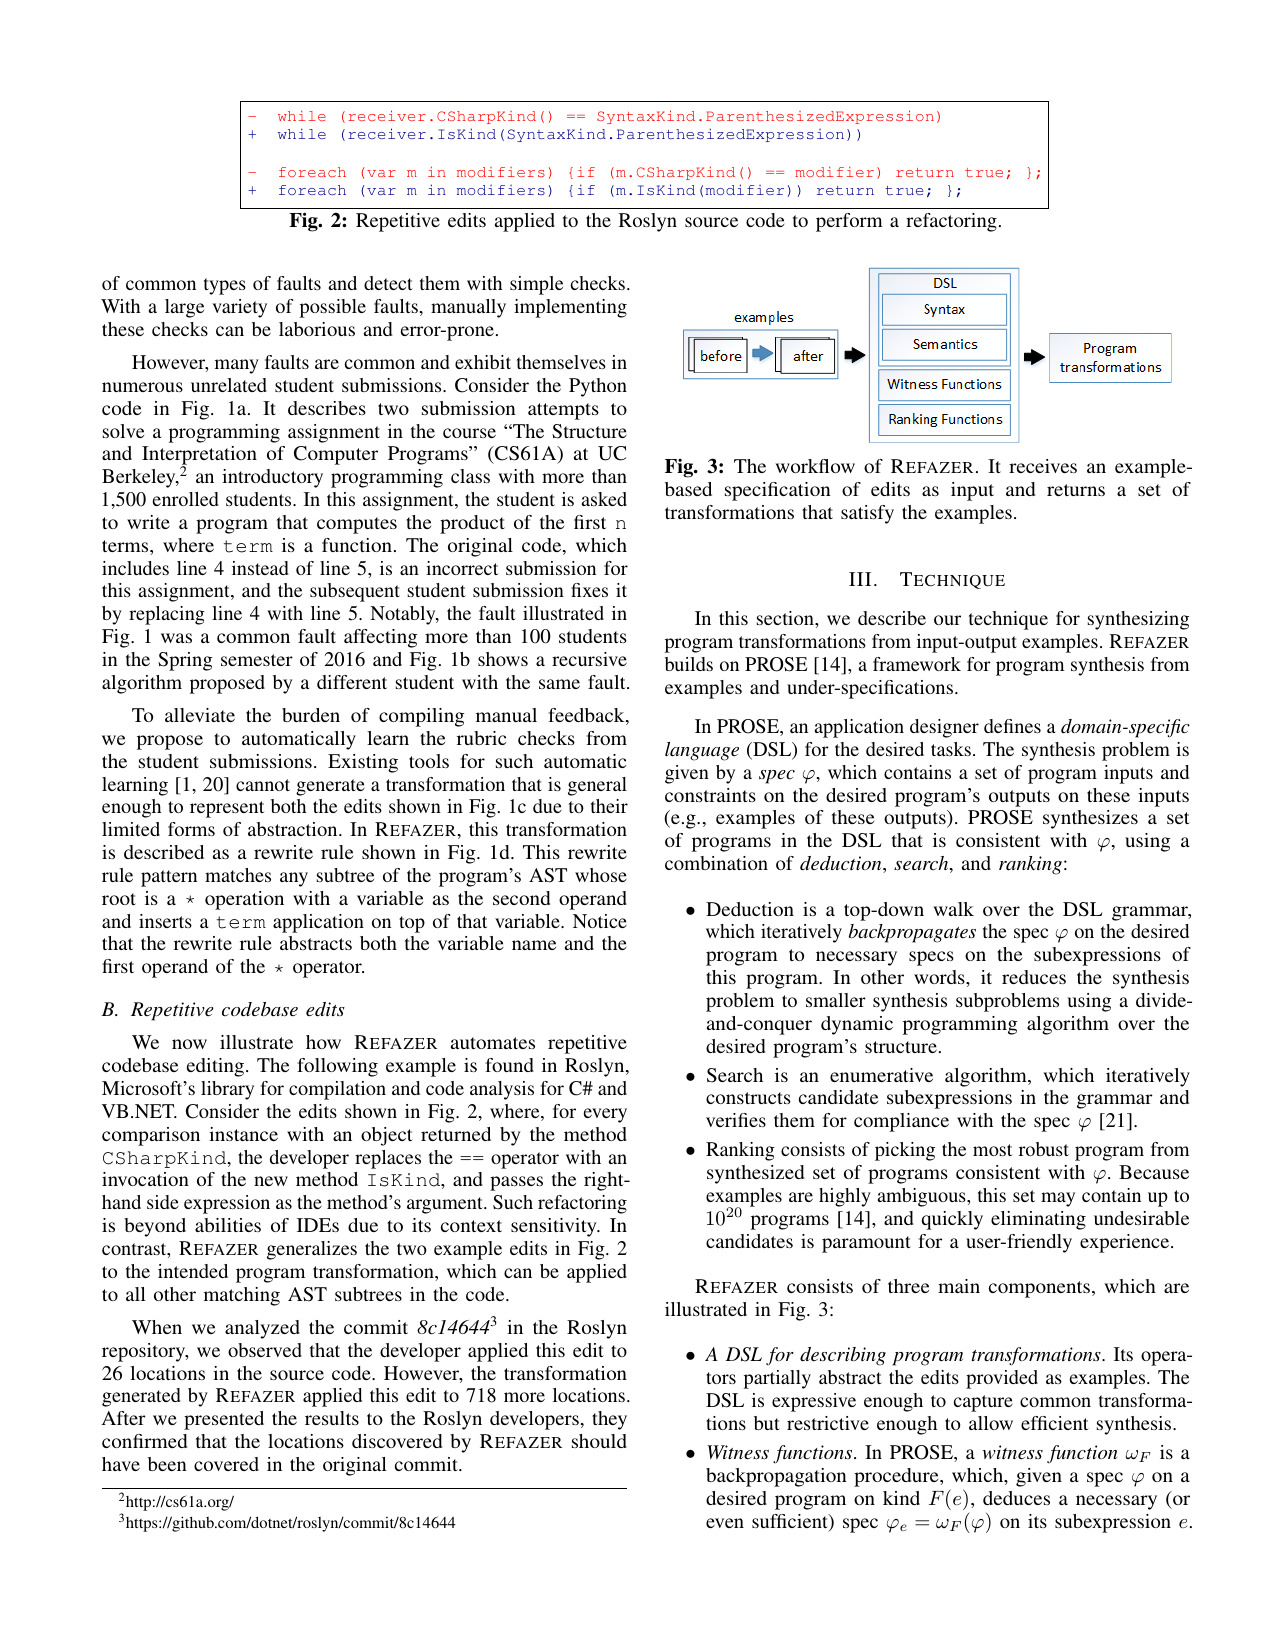 -  while (receiver.CSharpKind() == SyntaxKind.ParenthesizedExpression)
+  while (receiver.IsKind(SyntaxKind.ParenthesizedExpression))
-  foreach (var m in modifiers) {if (m.CSharpKind() == modifier) return true; };
+  foreach (var m in modifiers) {if (m.IsKind(modifier)) return true; };
Fig. 2: Repetitive edits applied to the Roslyn source code to perform a refactoring.
of common types of faults and detect them with simple checks.
With a large variety of possible faults, manually implementing
these checks can be laborious and error-prone.
However, many faults are common and exhibit themselves in
numerous unrelated student submissions. Consider the Python
code in Fig. 1a. It describes two submission attempts to
solve a programming assignment in the course “The Structure
and Interpretation of Computer Programs” (CS61A) at UC
Berkeley,² an introductory programming class with more than
1,500 enrolled students. In this assignment, the student is asked
to write a program that computes the product of the first n
terms, where term is a function. The original code, which
includes line 4 instead of line 5, is an incorrect submission for
this assignment, and the subsequent student submission fixes it
by replacing line 4 with line 5. Notably, the fault illustrated in
Fig. 1 was a common fault affecting more than 100 students
in the Spring semester of 2016 and Fig. 1b shows a recursive
algorithm proposed by a different student with the same fault.
To alleviate the burden of compiling manual feedback,
we propose to automatically learn the rubric checks from
the student submissions. Existing tools for such automatic
learning [1, 20] cannot generate a transformation that is general
enough to represent both the edits shown in Fig. 1c due to their
limited forms of abstraction. In REFAZER, this transformation
is described as a rewrite rule shown in Fig. 1d. This rewrite
rule pattern matches any subtree of the program’s AST whose
root is a * operation with a variable as the second operand
and inserts a term application on top of that variable. Notice
that the rewrite rule abstracts both the variable name and the
first operand of the * operator.
B. Repetitive codebase edits
We now illustrate how REFAZER automates repetitive
codebase editing. The following example is found in Roslyn,
Microsoft’s library for compilation and code analysis for C# and
VB.NET. Consider the edits shown in Fig. 2, where, for every
comparison instance with an object returned by the method
CSharpKind, the developer replaces the == operator with an
invocation of the new method IsKind, and passes the right-
hand side expression as the method’s argument. Such refactoring
is beyond abilities of IDEs due to its context sensitivity. In
contrast, REFAZER generalizes the two example edits in Fig. 2
to the intended program transformation, which can be applied
to all other matching AST subtrees in the code.
When we analyzed the commit 8c14644³ in the Roslyn
repository, we observed that the developer applied this edit to
26 locations in the source code. However, the transformation
generated by REFAZER applied this edit to 718 more locations.
After we presented the results to the Roslyn developers, they
confirmed that the locations discovered by REFAZER should
have been covered in the original commit.
²http://cs61a.org/
³https://github.com/dotnet/roslyn/commit/8c14644
examples
before
after
DSL
Syntax
Semantics
Witness Functions
Ranking Functions
Program
transformations
Fig. 3: The workflow of REFAZER. It receives an example-
based specification of edits as input and returns a set of
transformations that satisfy the examples.
III. TECHNIQUE
In this section, we describe our technique for synthesizing
program transformations from input-output examples. REFAZER
builds on PROSE [14], a framework for program synthesis from
examples and under-specifications.
In PROSE, an application designer defines a domain-specific
language (DSL) for the desired tasks. The synthesis problem is
given by a spec φ, which contains a set of program inputs and
constraints on the desired program’s outputs on these inputs
(e.g., examples of these outputs). PROSE synthesizes a set
of programs in the DSL that is consistent with φ, using a
combination of deduction, search, and ranking:
• Deduction is a top-down walk over the DSL grammar,
which iteratively backpropagates the spec φ on the desired
program to necessary specs on the subexpressions of
this program. In other words, it reduces the synthesis
problem to smaller synthesis subproblems using a divide-
and-conquer dynamic programming algorithm over the
desired program’s structure.
• Search is an enumerative algorithm, which iteratively
constructs candidate subexpressions in the grammar and
verifies them for compliance with the spec φ [21].
• Ranking consists of picking the most robust program from
synthesized set of programs consistent with φ. Because
examples are highly ambiguous, this set may contain up to
10²⁰ programs [14], and quickly eliminating undesirable
candidates is paramount for a user-friendly experience.
REFAZER consists of three main components, which are
illustrated in Fig. 3:
• A DSL for describing program transformations. Its opera-
tors partially abstract the edits provided as examples. The
DSL is expressive enough to capture common transforma-
tions but restrictive enough to allow efficient synthesis.
• Witness functions. In PROSE, a witness function ω_F is a
backpropagation procedure, which, given a spec φ on a
desired program on kind F(e), deduces a necessary (or
even sufficient) spec φ_e = ω_F(φ) on its subexpression e.